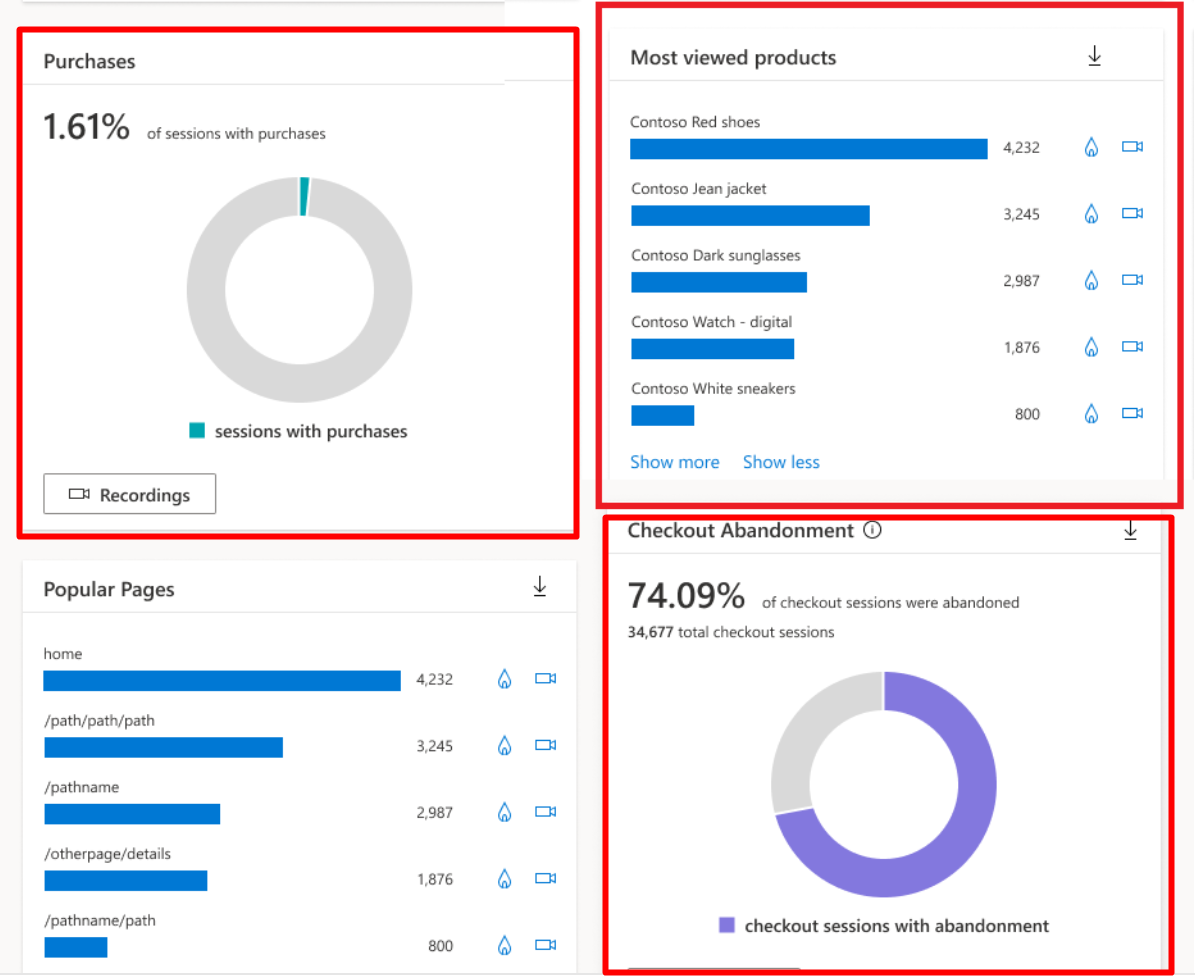 Purchases
1.61% of sessions with purchases
sessions with purchases
Recordings
Most viewed products
Contoso Red shoes
4,232
Contoso Jean jacket
3,245
Contoso Dark sunglasses
2,987
Contoso Watch - digital
1,876
Contoso White sneakers
800
Show more Show less
Popular Pages
home
4,232
/path/path/path
3,245
/pathname
2,987
/otherpage/details
1,876
/pathname/path
800
Checkout Abandonment
74.09% of checkout sessions were abandoned
34,677 total checkout sessions
checkout sessions with abandonment